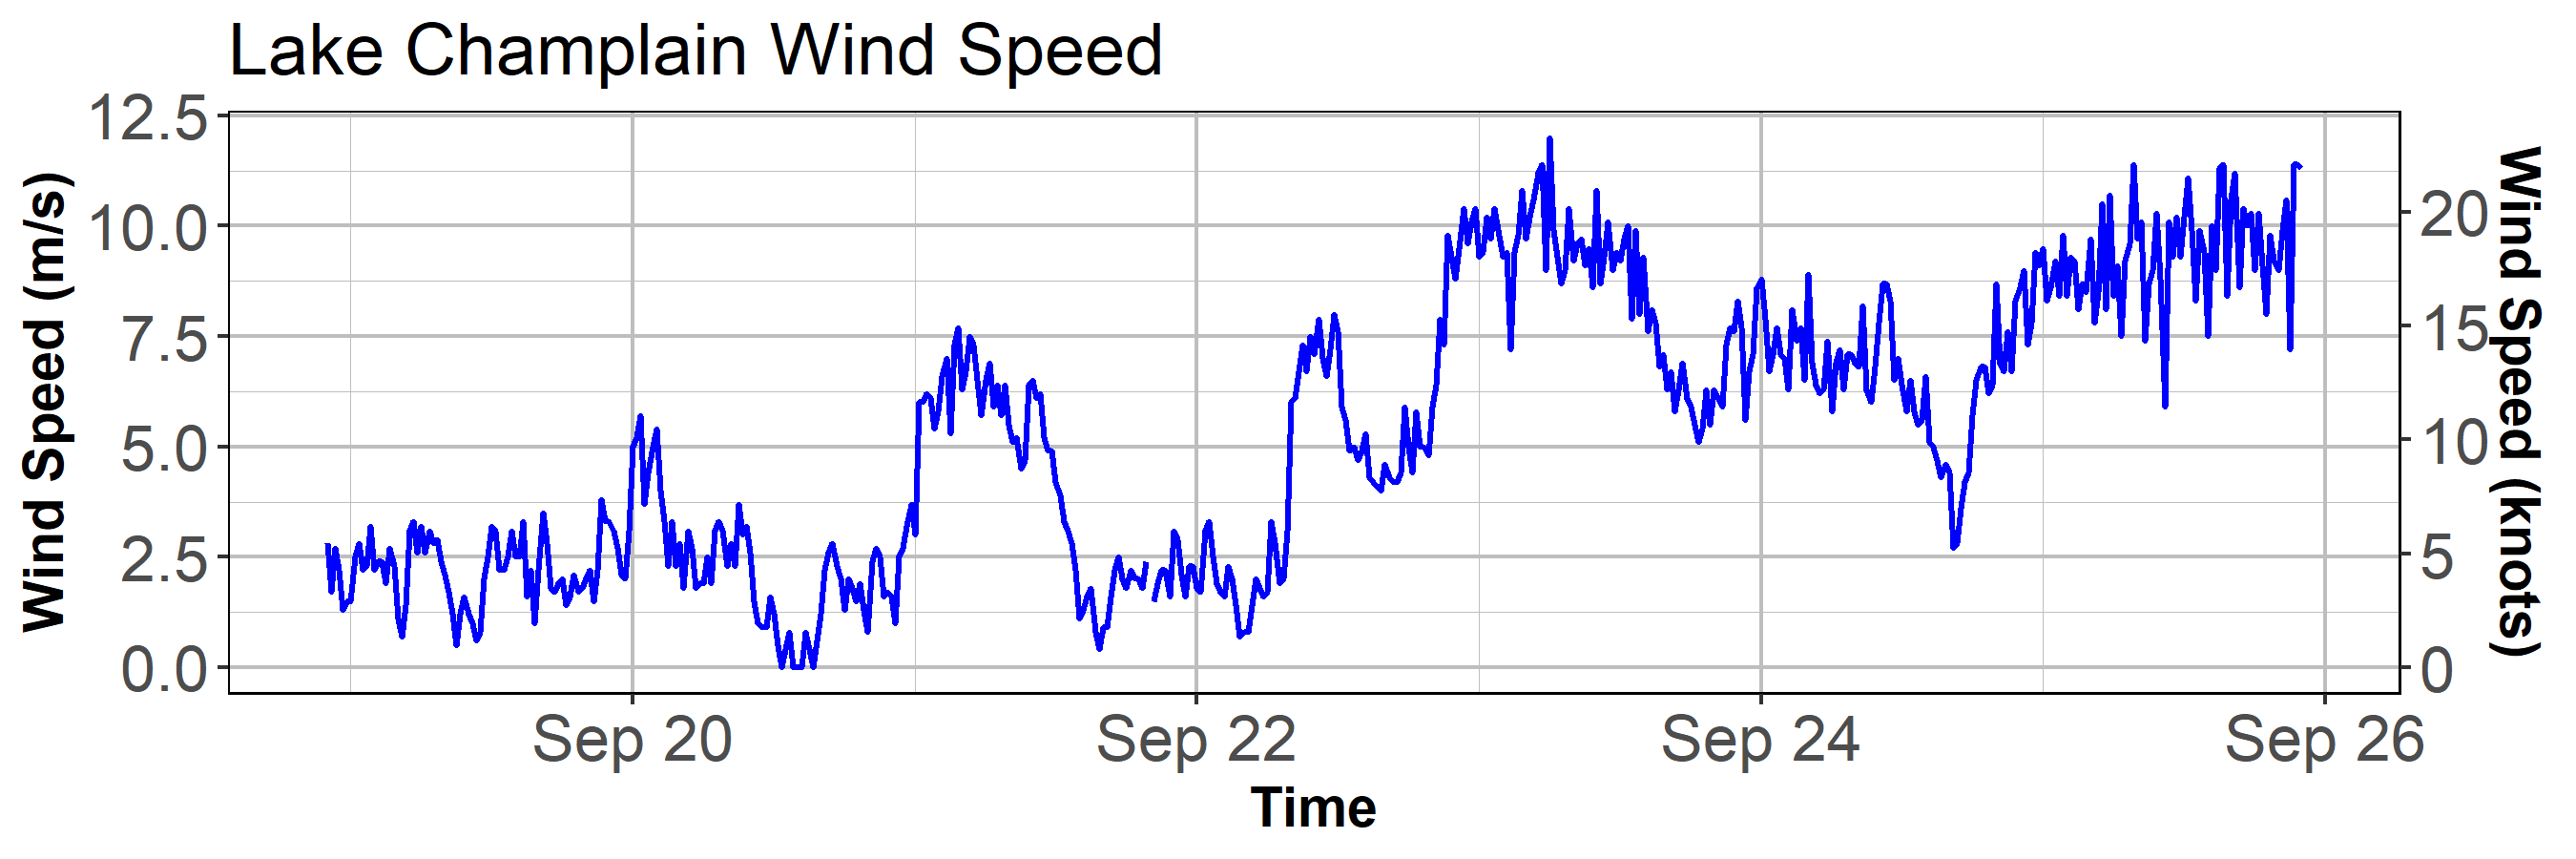 Lake Champlain Wind Speed
12.5
10.0
7.5
5.0
2.5
0.0
Wind Speed (m/s)
20
15
10
5
0
Wind Speed (knots)
Sep 20
Sep 22
Sep 24
Sep 26
Time